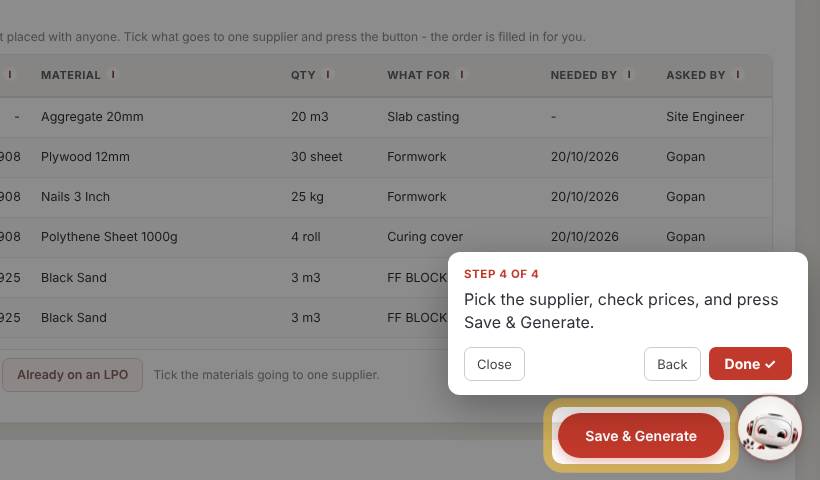 t placed with anyone. Tick what goes to one supplier and press the button - the order is filled in for you.
I MATERIAL I QTY I WHAT FOR I NEEDED BY I ASKED BY I
- Aggregate 20mm 20 m3 Slab casting - Site Engineer
908 Plywood 12mm 30 sheet Formwork 20/10/2026 Gopan
908 Nails 3 Inch 25 kg Formwork 20/10/2026 Gopan
908 Polythene Sheet 1000g 4 roll Curing cover 20/10/2026 Gopan
925 Black Sand 3 m3 FF BLOCK
925 Black Sand 3 m3 FF BLOCK
Already on an LPO Tick the materials going to one supplier.
STEP 4 OF 4
Pick the supplier, check prices, and press
Save & Generate.
Close Back Done ✓
Save & Generate